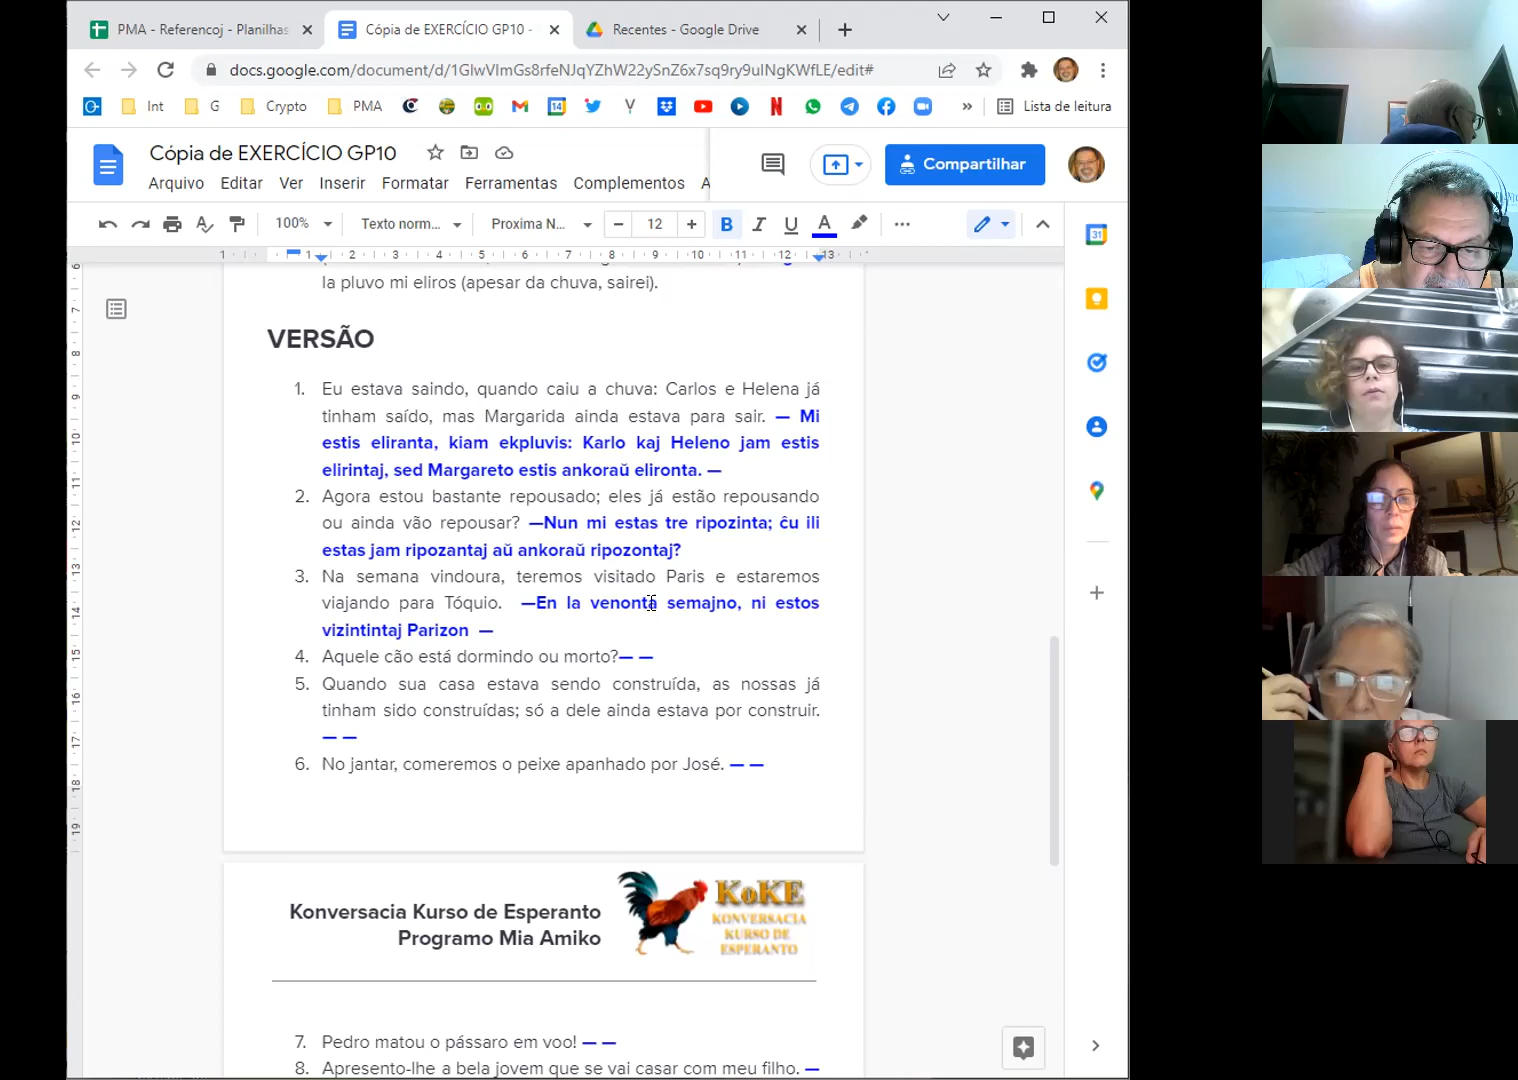 PMA - Referencoj - Planilhas
Cópia de EXERCÍCIO GP10 -
Recentes - Google Drive
docs.google.com/document/d/1GlwVImGs8rfeNJqYZhW22ySnZ6x7sq9ry9uINgKWfLE/edit#
Int
G
Crypto
PMA
Lista de leitura
Cópia de EXERCÍCIO GP10
Compartilhar
Arquivo Editar Ver Inserir Formatar Ferramentas Complementos A
100% Texto norm... Proxima N... 12
la pluvo mi eliros (apesar da chuva, sairei).
VERSÃO
1. Eu estava saindo, quando caiu a chuva: Carlos e Helena já
tinham saído, mas Margarida ainda estava para sair. — Mi
estis eliranta, kiam ekpluvis: Karlo kaj Heleno jam estis
elirintaj, sed Margareto estis ankoraŭ elironta. —
2. Agora estou bastante repousado; eles já estão repousando
ou ainda vão repousar? —Nun mi estas tre ripozinta; ĉu ili
estas jam ripozantaj aŭ ankoraŭ ripozontaj?
3. Na semana vindoura, teremos visitado Paris e estaremos
viajando para Tóquio. —En la venonta semajno, ni estos
vizintintaj Parizon —
4. Aquele cão está dormindo ou morto?— —
5. Quando sua casa estava sendo construída, as nossas já
tinham sido construídas; só a dele ainda estava por construir.
— —
6. No jantar, comeremos o peixe apanhado por José. — —
Konversacia Kurso de Esperanto
Programo Mia Amiko
KoKE
KONVERSACIA
KURSO DE
ESPERANTO
7. Pedro matou o pássaro em voo! — —
8. Apresento-lhe a bela jovem que se vai casar com meu filho. —